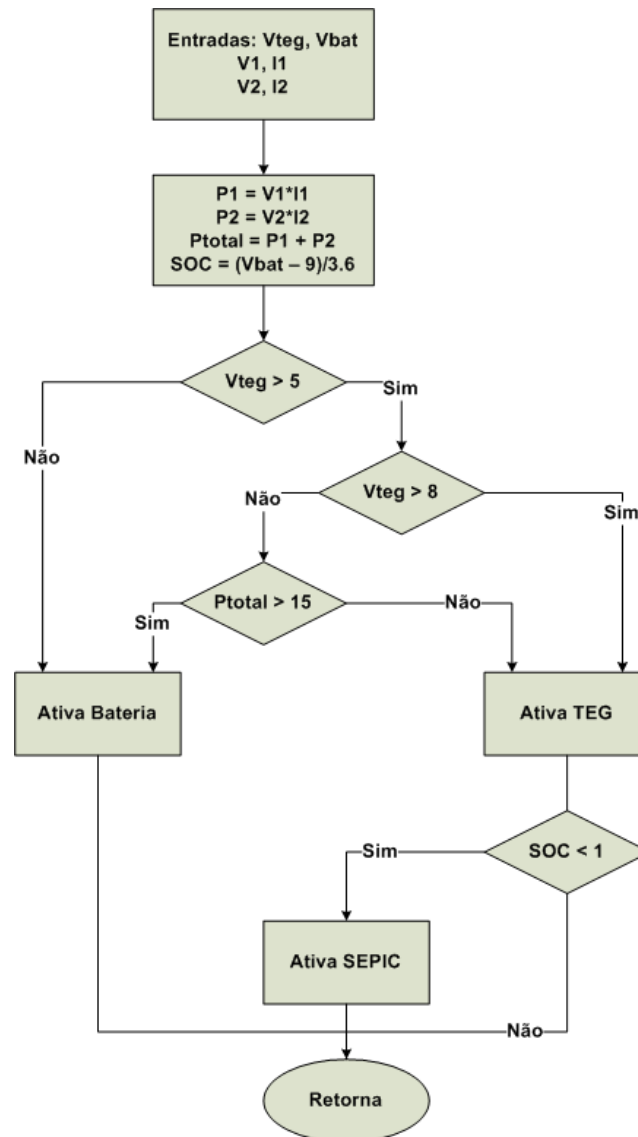 Entradas: Vteg, Vbat
V1, I1
V2, I2
P1 = V1*I1
P2 = V2*I2
Ptotal = P1 + P2
SOC = (Vbat – 9)/3.6
Vteg > 5
Sim
Não
Vteg > 8
Não
Sim
Ptotal > 15
Sim
Não
Ativa Bateria
Ativa TEG
SOC < 1
Sim
Ativa SEPIC
Não
Retorna